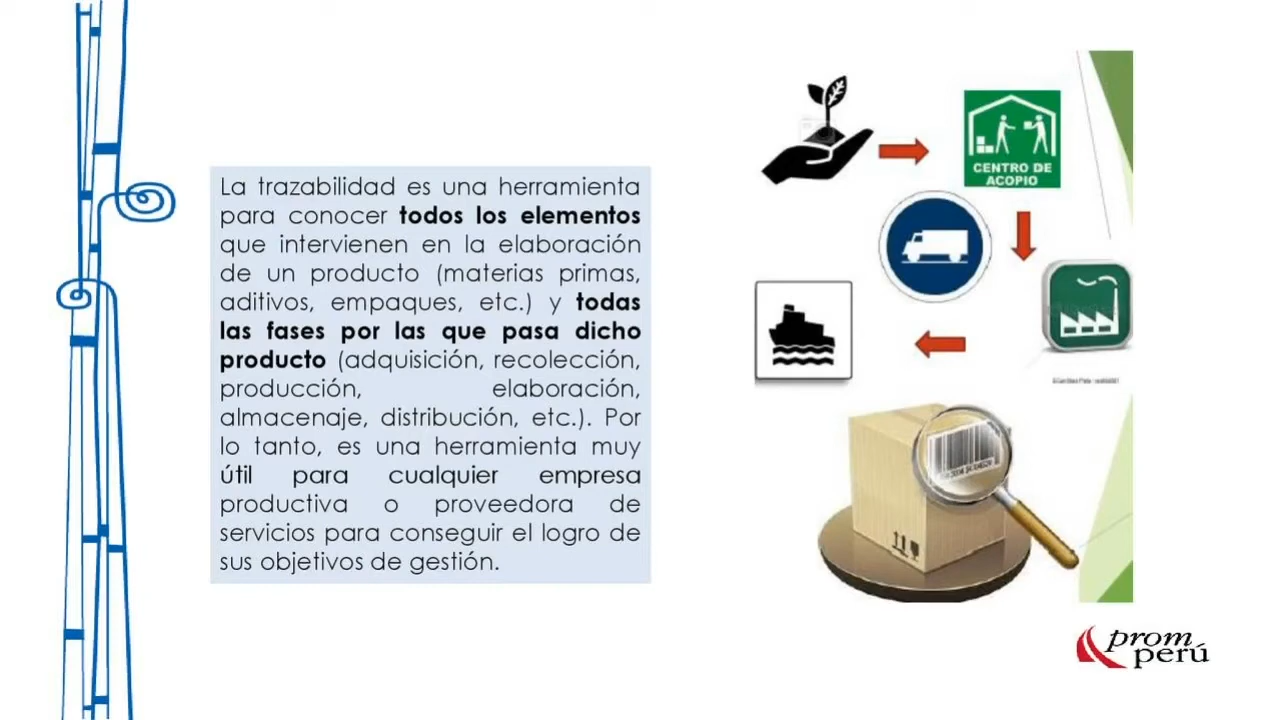 La trazabilidad es una herramienta
para conocer todos los elementos
que intervienen en la elaboración
de un producto (materias primas,
aditivos, empaques, etc.) y todas
las fases por las que pasa dicho
producto (adquisición, recolección,
producción, elaboración,
almacenaje, distribución, etc.). Por
lo tanto, es una herramienta muy
útil para cualquier empresa
productiva o proveedora de
servicios para conseguir el logro de
sus objetivos de gestión.
CENTRO DE
ACOPIO
prom
perú